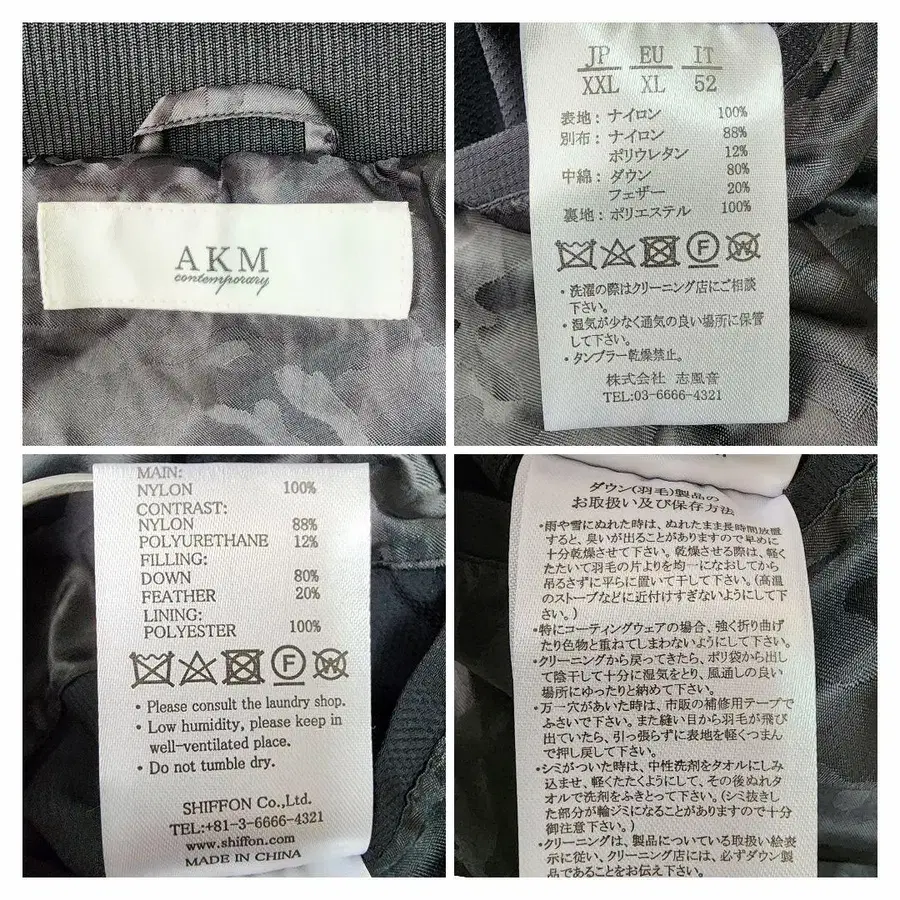 AKM
contemporary
JP EU IT
XXL XL 52
表地: ナイロン 100%
別布: ナイロン 88%
ポリウレタン 12%
中綿: ダウン 80%
フェザー 20%
裏地: ポリエステル 100%
F W
・洗濯の際はクリーニング店にご相談
下さい。
・湿気が少なく通気の良い場所に保管
して下さい。
・タンブラー乾燥禁止。
株式会社 志風音
TEL:03-6666-4321
MAIN:
NYLON 100%
CONTRAST:
NYLON 88%
POLYURETHANE 12%
FILLING:
DOWN 80%
FEATHER 20%
LINING:
POLYESTER 100%
F W
• Please consult the laundry shop.
• Low humidity, please keep in
well-ventilated place.
• Do not tumble dry.
SHIFFON Co.,Ltd.
TEL:+81-3-6666-4321
www.shiffon.com
MADE IN CHINA
ダウン(羽毛)製品の
お取扱い及び保存方法
・雨や雪にぬれた時は、ぬれたまま長時間放置
すると、臭いが出ることがありますので早めに
十分乾燥させて下さい。乾燥させる際は、軽く
たたいて羽毛の片よりを均一になおしてから
吊るさずに平らに置いて干して下さい。(高温
のストーブなどに近付けすぎないようにして下
さい。)
・特にコーティングウェアの場合、強く折り曲げ
たり色物と重ねてしまわないようにして下さい。
・クリーニングから戻ってきたら、ポリ袋から出し
て陰干して十分に湿気をとり、風通しの良い
場所にゆったりと納めて下さい。
・万一穴があいた時は、市販の補修用テープで
ふさいで下さい。また縫い目から羽毛が飛び
出ていたら、引っ張らずに表地を軽くつまん
で押し戻して下さい。
・シミがついた時は、中性洗剤をタオルにしみ
込ませ、軽くたたくようにして、その後ぬれタ
オルで洗剤をふきとって下さい。(シミ抜きし
た部分が輪ジミになることがありますので十分
御注意下さい。)
・クリーニングは、製品についている取扱い絵表
示に従い、クリーニング店には、必ずダウン製
品であることをお伝え下さい。